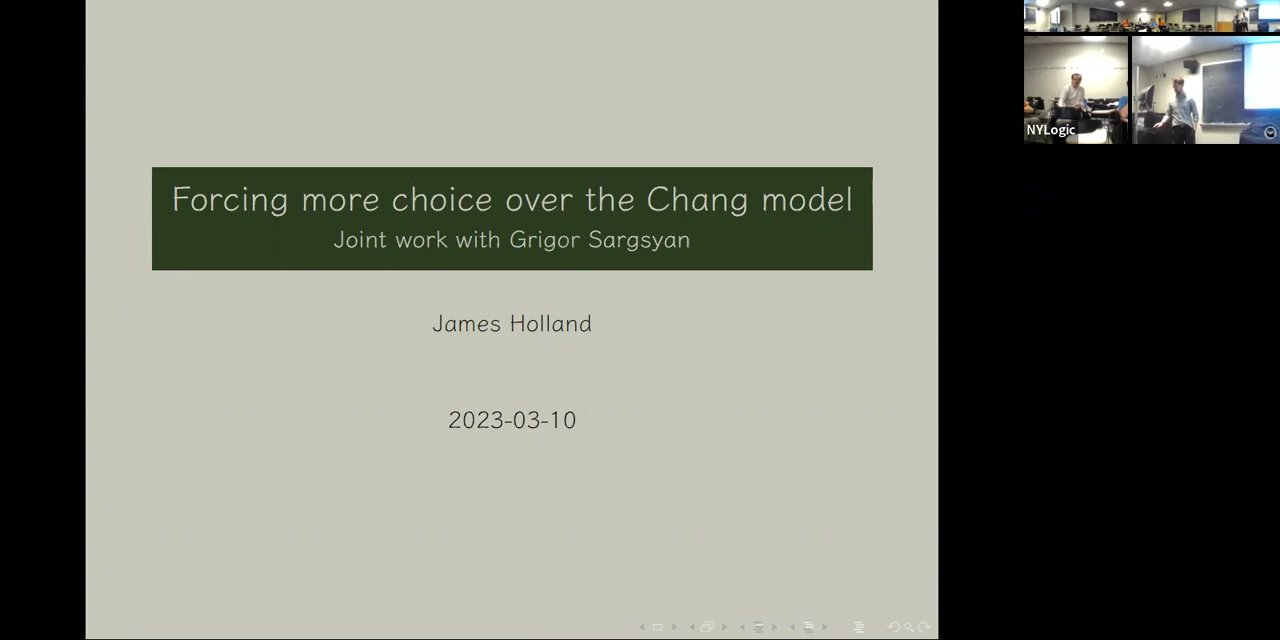 Forcing more choice over the Chang model
Joint work with Grigor Sargsyan
James Holland
2023-03-10
NYLogic